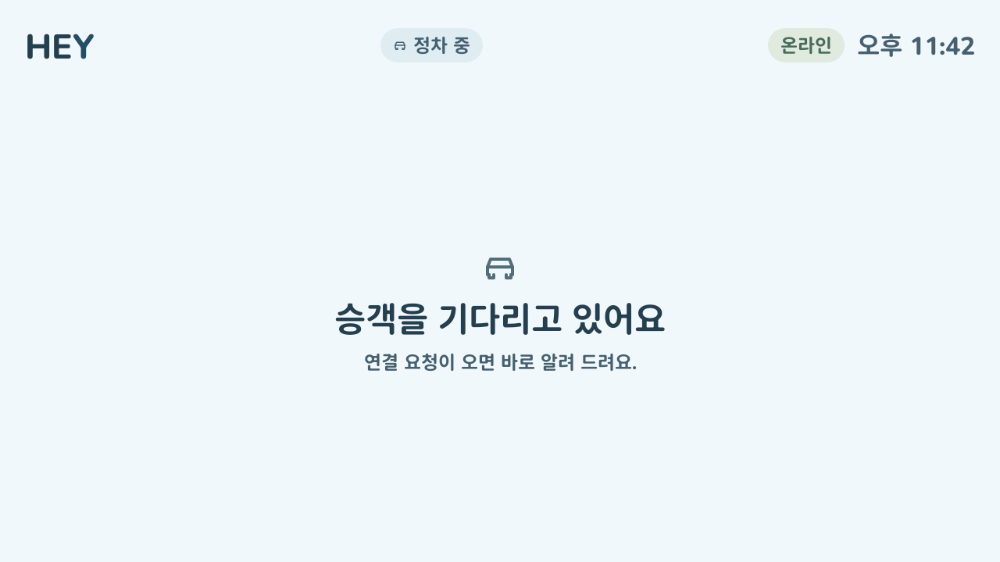 HEY
정차 중
온라인
오후 11:42
승객을 기다리고 있어요
연결 요청이 오면 바로 알려 드려요.